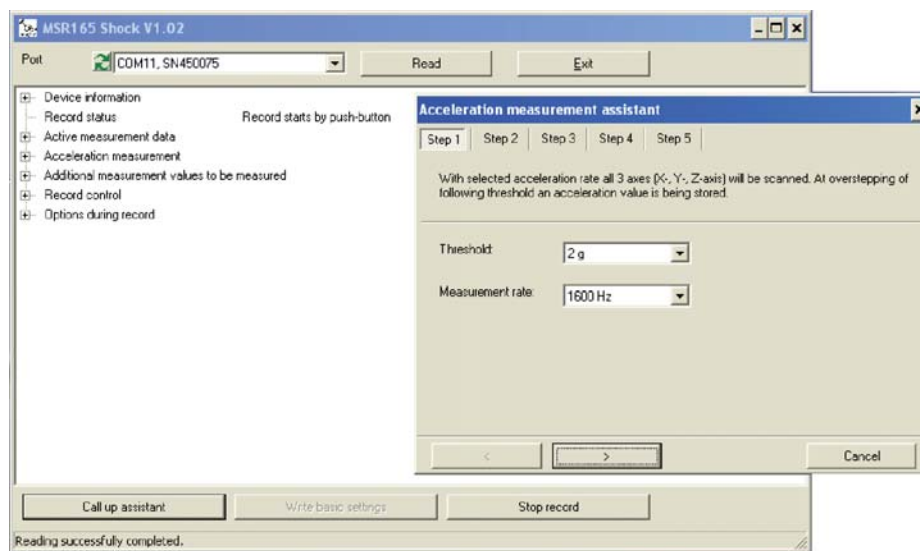 MSR165 Shock V1.02
Port
COM11, SN450075
Read
Exit
Device information
Record status Record starts by push-button
Active measurement data
Acceleration measurement
Additional measurement values to be measured
Record control
Options during record
Acceleration measurement assistant
Step 1 Step 2 Step 3 Step 4 Step 5
With selected acceleration rate all 3 axes (X-, Y-, Z-axis) will be scanned. At overstepping of
following threshold an acceleration value is being stored.
Threshold: 2 g
Measurement rate: 1600 Hz
< > Cancel
Call up assistant Write basic settings Stop record
Reading successfully completed.